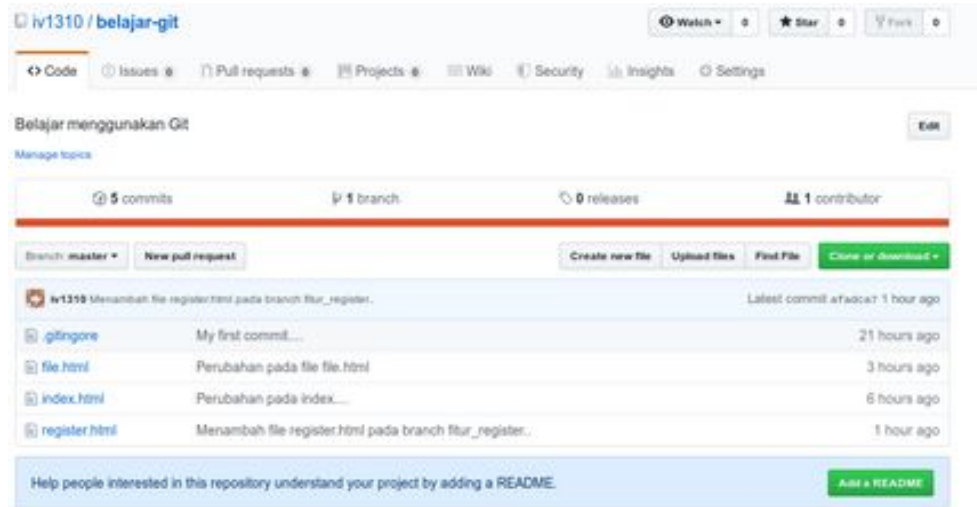 iv1310 / belajar-git Watch 0 Star 0 Fork 0
Code Issues 0 Pull requests 0 Projects 0 Wiki Security Insights Settings
Belajar menggunakan Git Edit
Manage topics
5 commits 1 branch 0 releases 1 contributor
Branch: master New pull request Create new file Upload files Find File Clone or download
iv1310 Menambah file register.html pada branch fitur_register.. Latest commit 1 hour ago
.gitingore My first commit.... 21 hours ago
file.html Perubahan pada file file.html 3 hours ago
index.html Perubahan pada index.... 6 hours ago
register.html Menambah file register.html pada branch fitur_register.. 1 hour ago
Help people interested in this repository understand your project by adding a README. Add a README